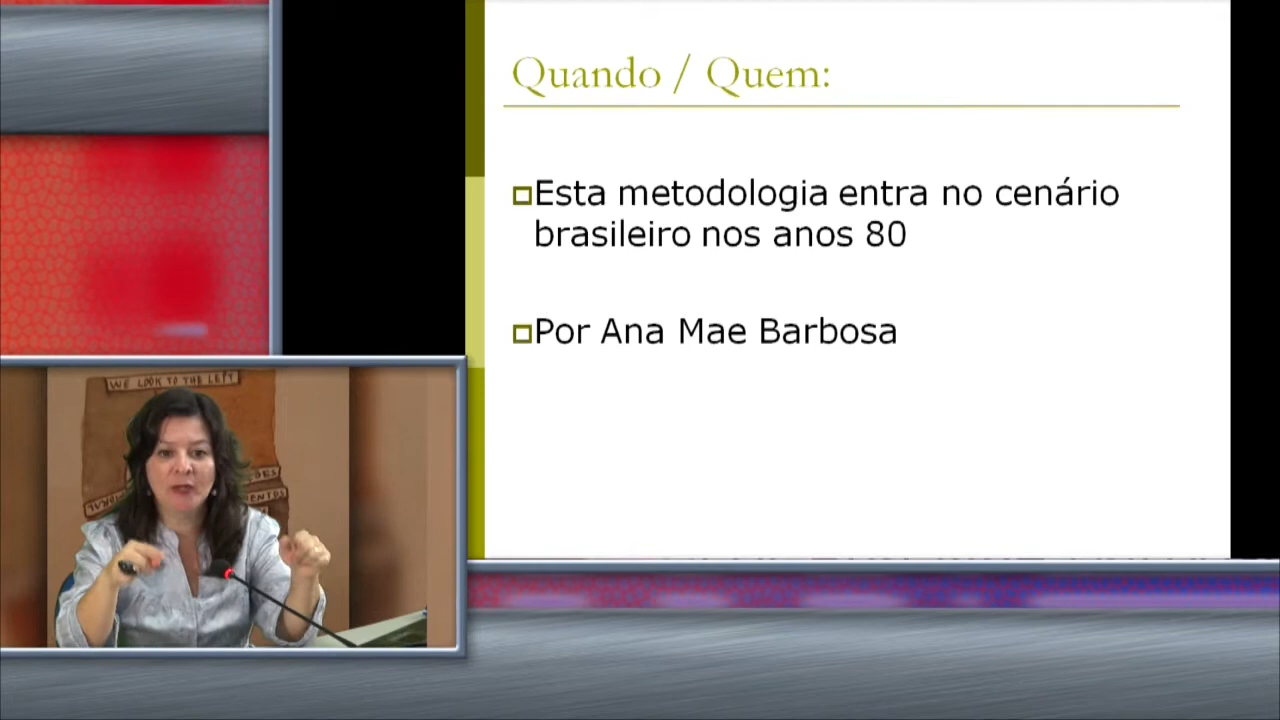 Quando / Quem:
Esta metodologia entra no cenário
brasileiro nos anos 80
Por Ana Mae Barbosa
WE LOOK TO THE LEFT